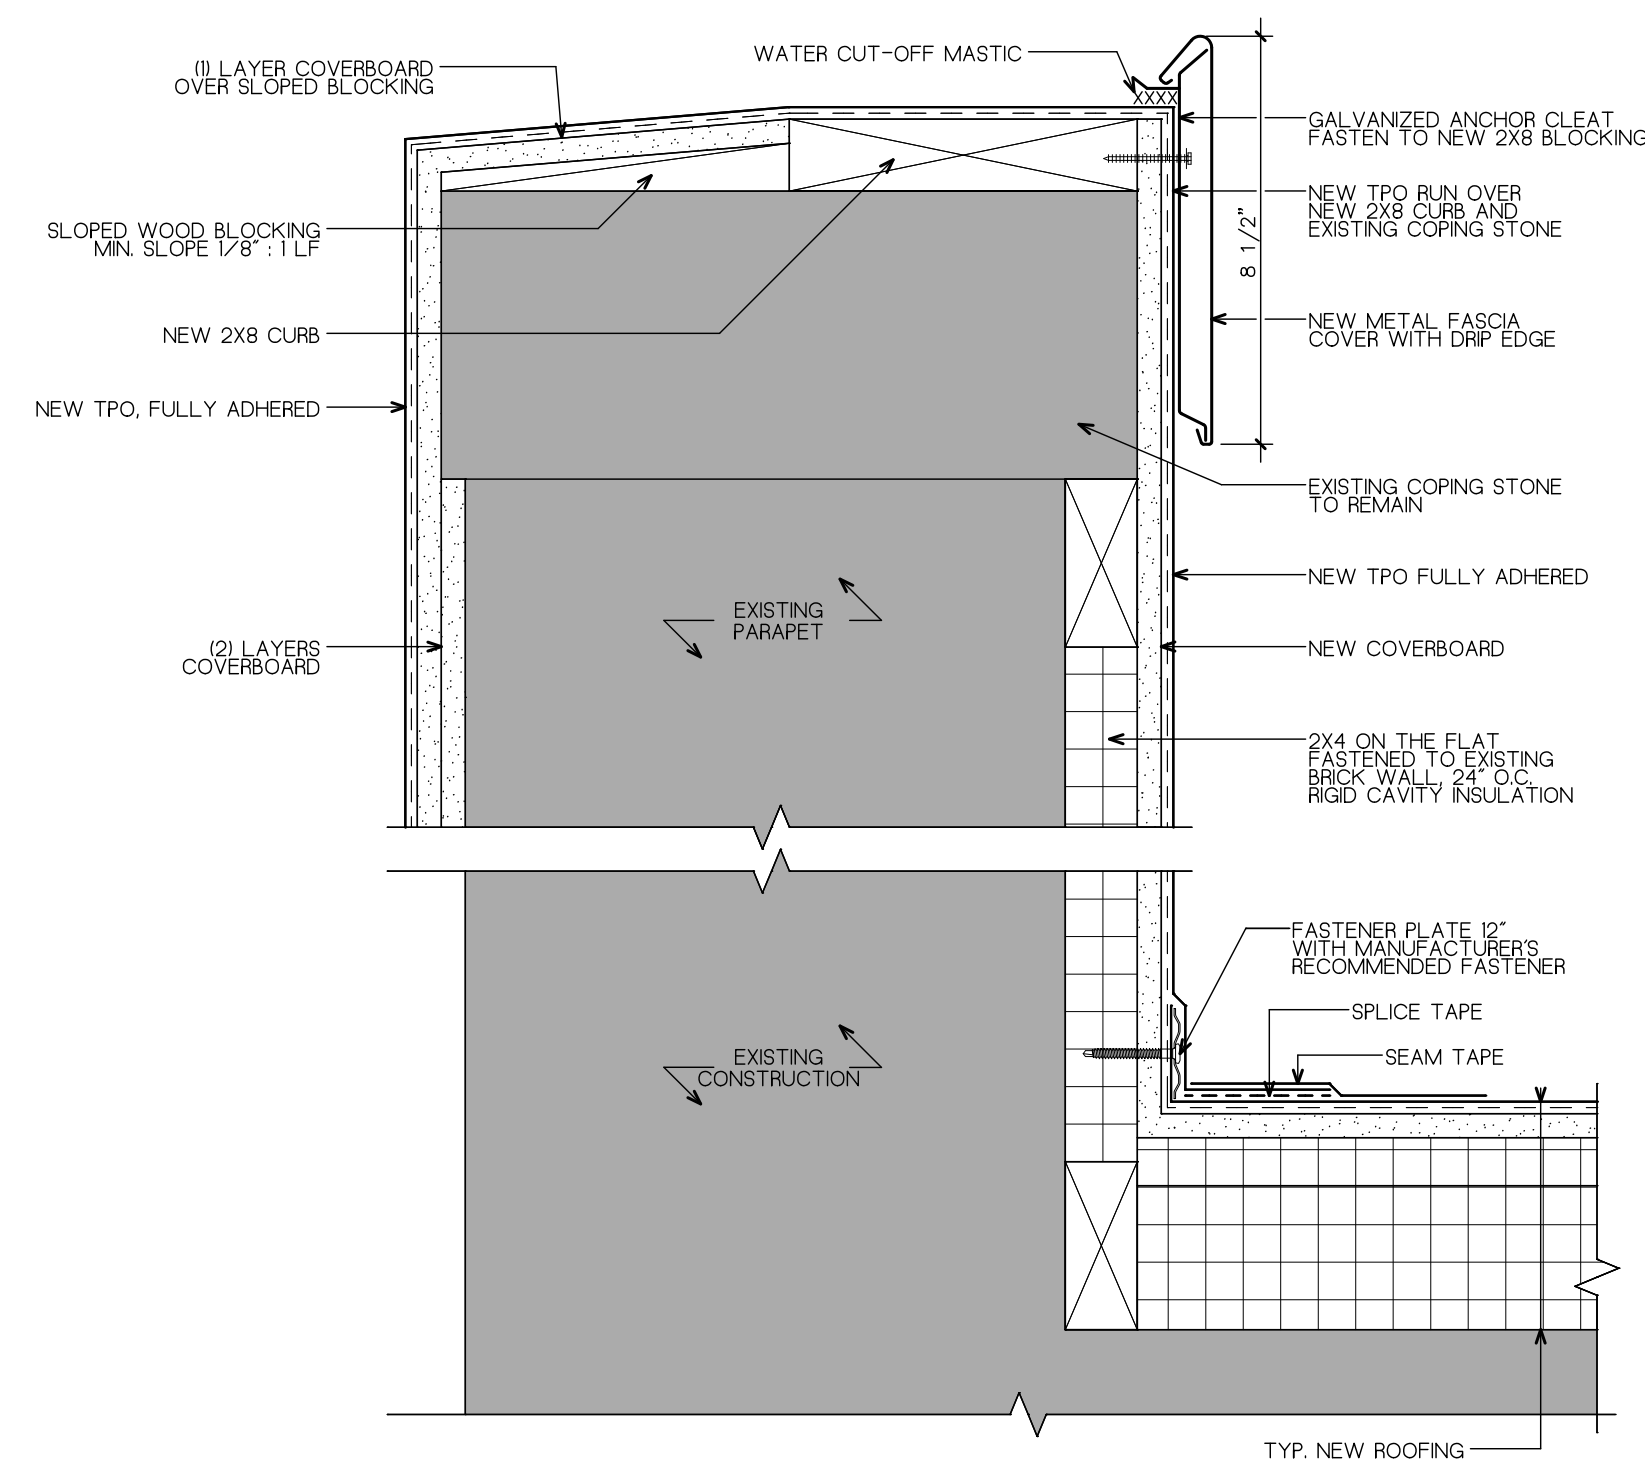 WATER CUT-OFF MASTIC
(1) LAYER COVERBOARD
OVER SLOPED BLOCKING
GALVANIZED ANCHOR CLEAT
FASTEN TO NEW 2X8 BLOCKING
NEW TPO RUN OVER
NEW 2X8 CURB AND
EXISTING COPING STONE
SLOPED WOOD BLOCKING
MIN. SLOPE 1/8" : 1 LF
8 1/2"
NEW METAL FASCIA
COVER WITH DRIP EDGE
NEW 2X8 CURB
NEW TPO, FULLY ADHERED
EXISTING COPING STONE
TO REMAIN
NEW TPO FULLY ADHERED
EXISTING
PARAPET
(2) LAYERS
COVERBOARD
NEW COVERBOARD
2X4 ON THE FLAT
FASTENED TO EXISTING
BRICK WALL, 24" O.C.
RIGID CAVITY INSULATION
FASTENER PLATE 12"
WITH MANUFACTURER'S
RECOMMENDED FASTENER
SPLICE TAPE
SEAM TAPE
EXISTING
CONSTRUCTION
TYP. NEW ROOFING